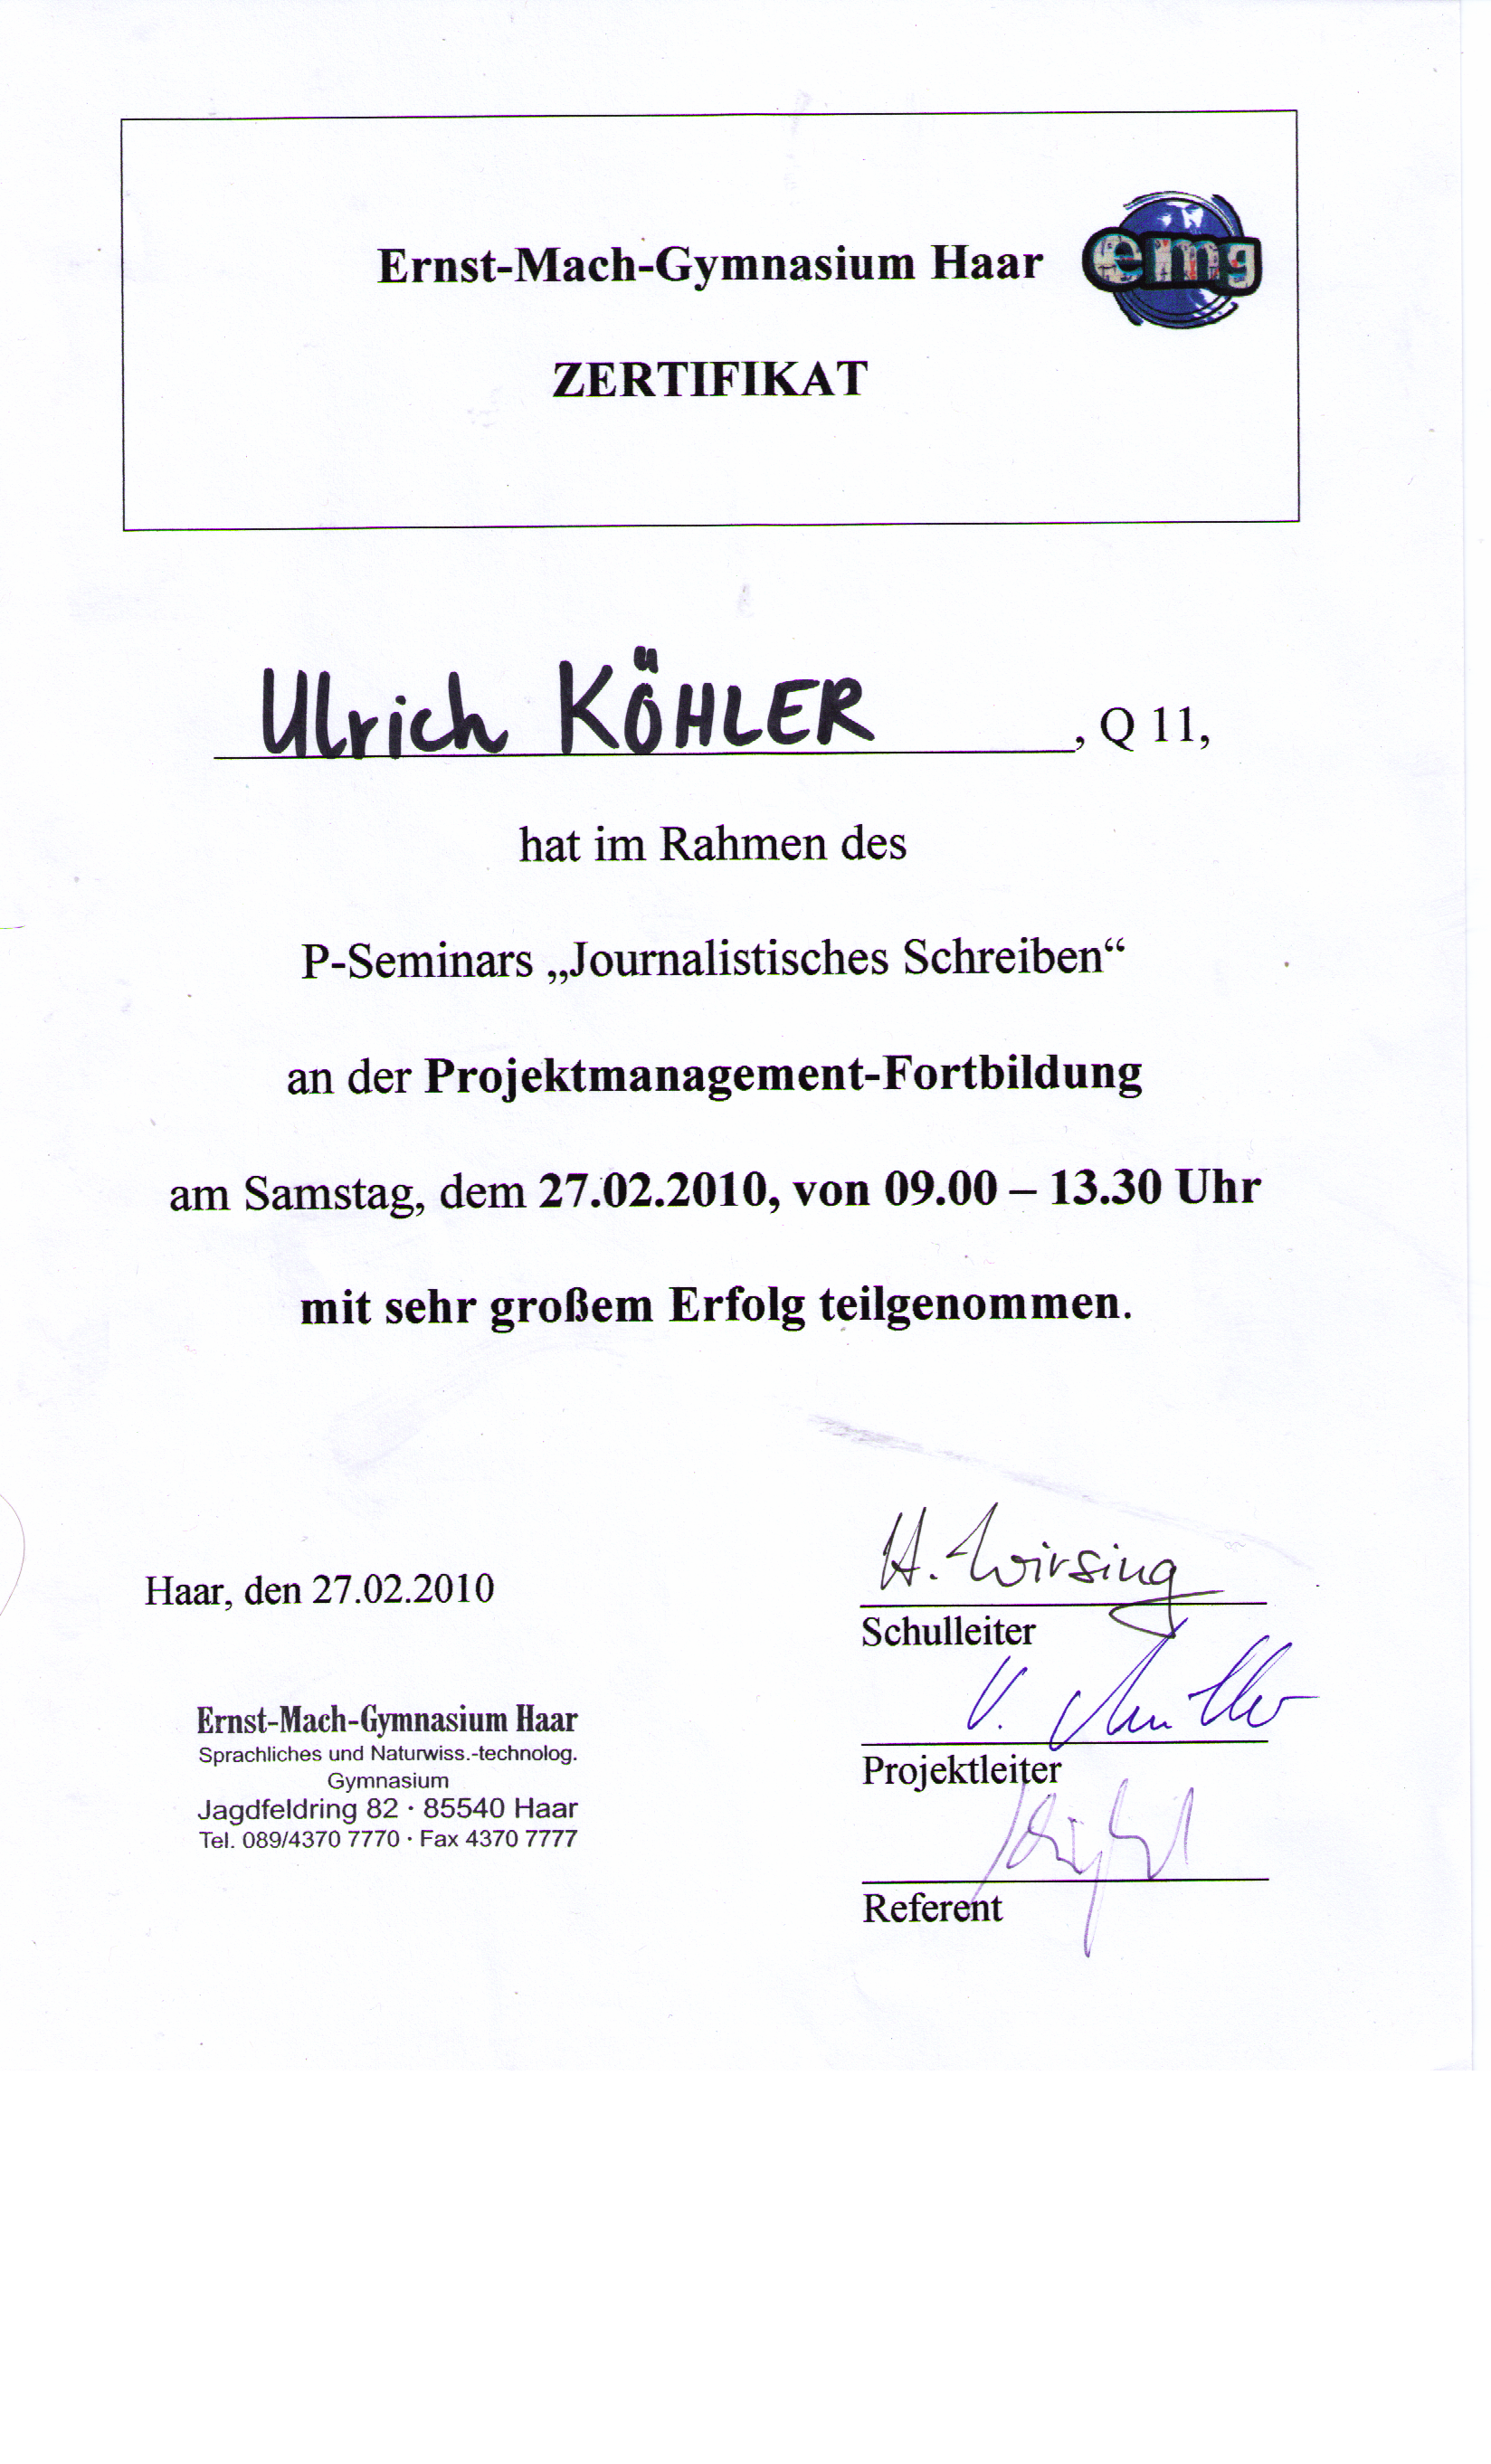 Ernst-Mach-Gymnasium Haar
emg
ZERTIFIKAT
Ulrich KÖHLER, Q 11,
hat im Rahmen des
P-Seminars „Journalistisches Schreiben“
an der Projektmanagement-Fortbildung
am Samstag, dem 27.02.2010, von 09.00 – 13.30 Uhr
mit sehr großem Erfolg teilgenommen.
Haar, den 27.02.2010
H. Wirsing
Schulleiter
V.
Projektleiter
Referent
Ernst-Mach-Gymnasium Haar
Sprachliches und Naturwiss.-technolog.
Gymnasium
Jagdfeldring 82 · 85540 Haar
Tel. 089/4370 7770 · Fax 4370 7777